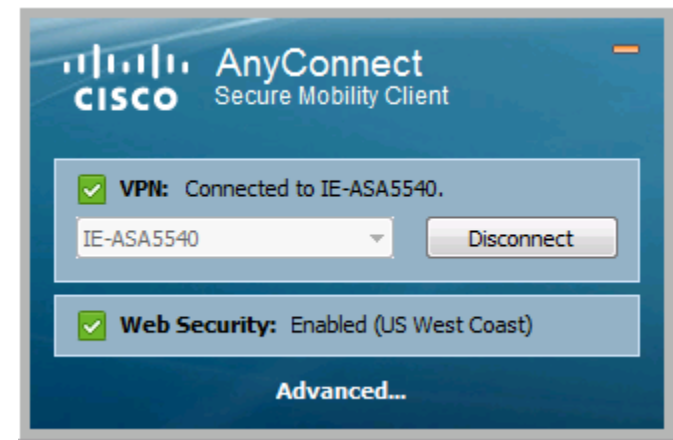 AnyConnect
CISCO Secure Mobility Client
VPN: Connected to IE-ASA5540.
IE-ASA5540 Disconnect
Web Security: Enabled (US West Coast)
Advanced...